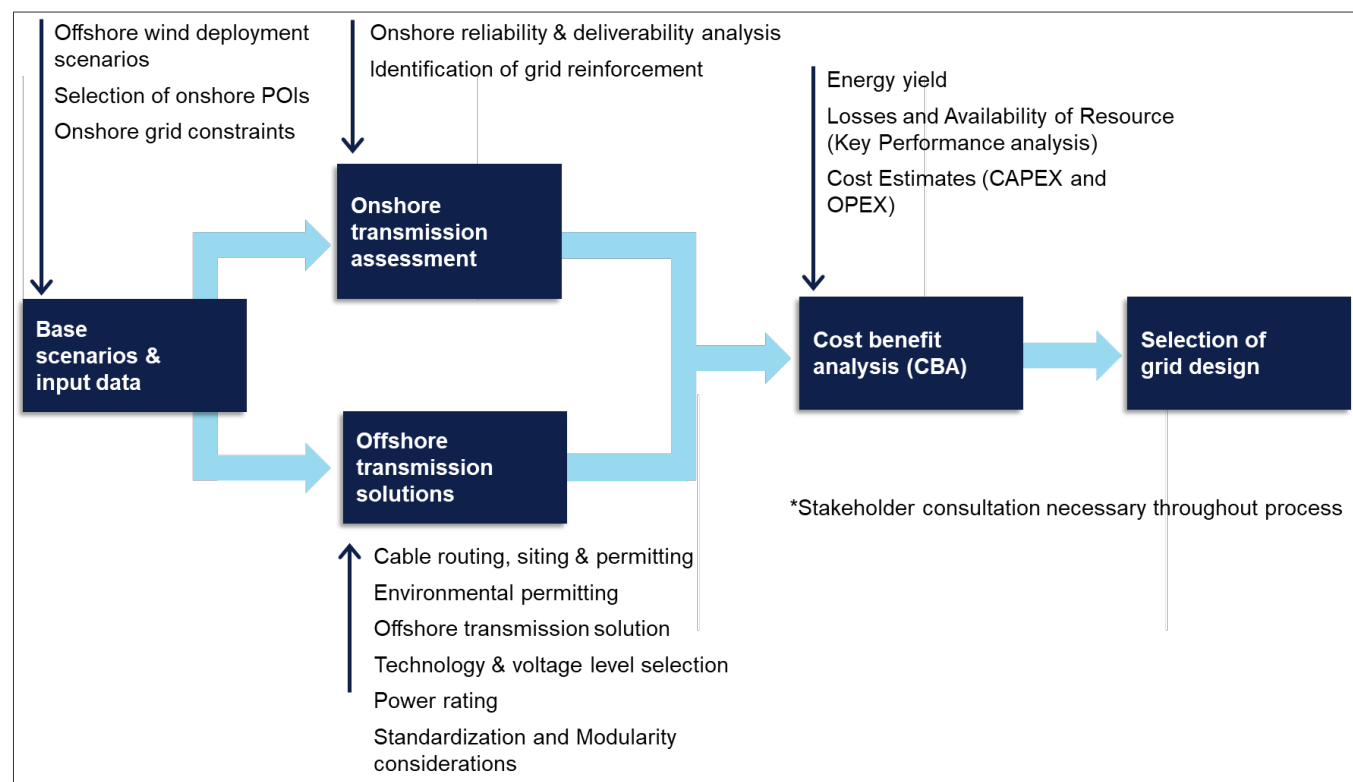 Offshore wind deployment
scenarios
Selection of onshore POIs
Onshore grid constraints
Onshore reliability & deliverability analysis
Identification of grid reinforcement
Energy yield
Losses and Availability of Resource
(Key Performance analysis)
Cost Estimates (CAPEX and
OPEX)
Base
scenarios &
input data
Onshore
transmission
assessment
Offshore
transmission
solutions
Cost benefit
analysis (CBA)
Selection of
grid design
*Stakeholder consultation necessary throughout process
Cable routing, siting & permitting
Environmental permitting
Offshore transmission solution
Technology & voltage level selection
Power rating
Standardization and Modularity
considerations